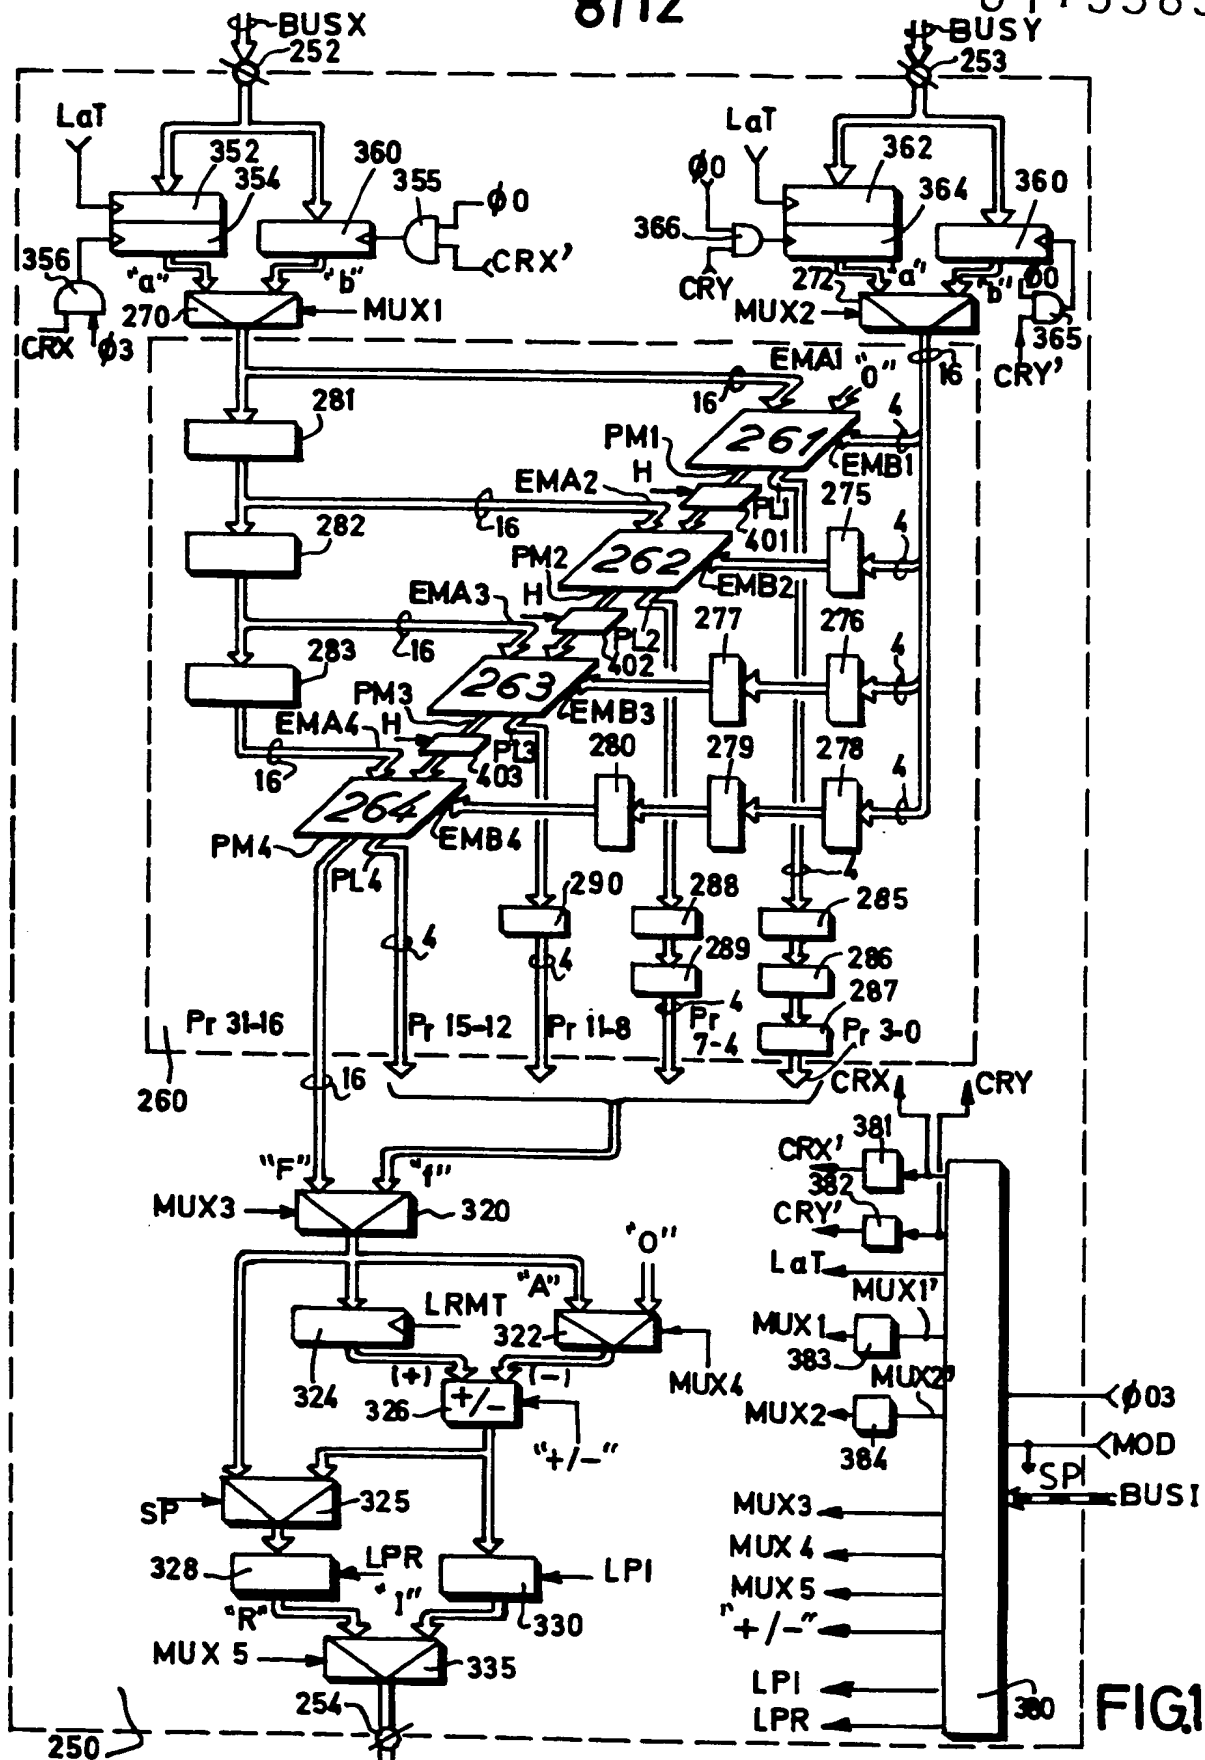 8/12
BUSX
BUSY
252
253
LaT
LaT
352
354
360
355
φ0
CRX'
φ0
362
364
360
366
356
"a"
"b"
CRY
272
"a"
"b"
φ0
270
MUX1
MUX2
365
CRX
φ3
CRY'
EMA1
"0"
16
16
281
261
4
PM1
EMB1
H
EMA2
PL1
275
16
401
282
262
4
PM2
EMB2
EMA3
H
277
276
PL2
16
402
283
263
4
PM3
EMB3
EMA4
H
280
279
278
PL3
16
403
264
4
PM4
EMB4
PL4
290
288
4
285
4
4
289
286
4
287
Pr 31-16
Pr 15-12
Pr 11-8
Pr 7-4
Pr 3-0
260
16
CRX
CRY
381
CRX'
"F"
"f"
382
MUX3
320
CRY'
"0"
LaT
"A"
MUX1'
LRMT
322
MUX1
383
324
(+)
(-)
MUX4
MUX2'
φ03
326
+/-
MUX2
384
MOD
"+/-"
SP
SP
325
BUSI
MUX3
MUX4
328
LPR
LPI
MUX5
"R"
"I"
330
"+/-"
MUX 5
335
LPI
380
254
LPR
FIG.1
250